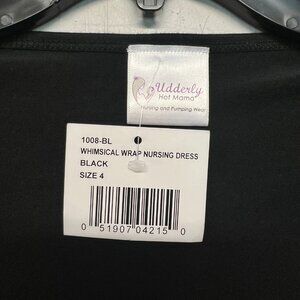 Udderly
Hot Mama
Nursing and Pumping Wear
1008-BL
WHIMSICAL WRAP NURSING DRESS
BLACK
SIZE 4
0 51907 04215 0